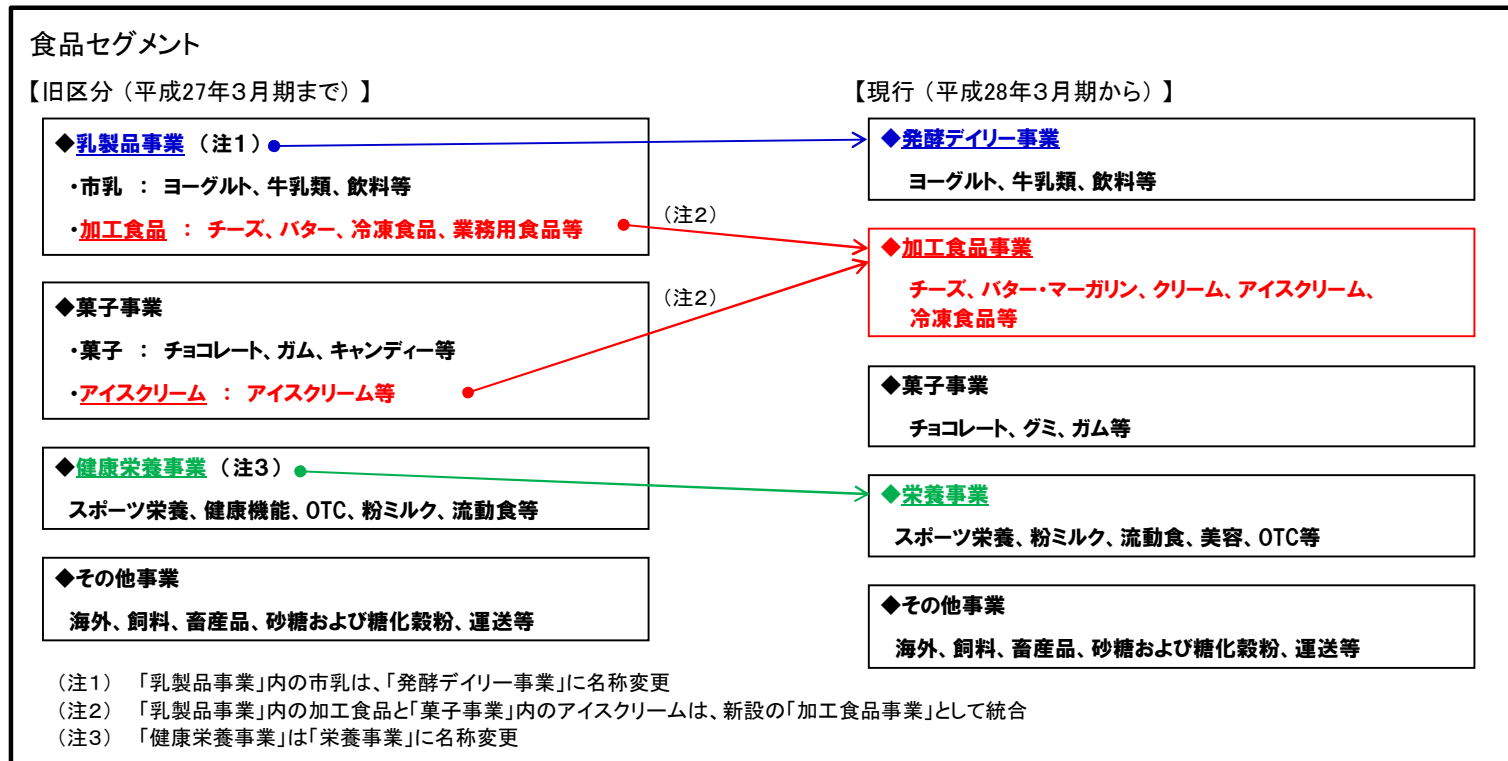 食品セグメント
【旧区分（平成27年３月期まで）】
◆乳製品事業（注１）
・市乳 ： ヨーグルト、牛乳類、飲料等
・加工食品 ： チーズ、バター、冷凍食品、業務用食品等
◆菓子事業
・菓子 ： チョコレート、ガム、キャンディー等
・アイスクリーム ： アイスクリーム等
◆健康栄養事業（注３）
スポーツ栄養、健康機能、OTC、粉ミルク、流動食等
◆その他事業
海外、飼料、畜産品、砂糖および糖化穀粉、運送等
（注２）
（注２）
【現行（平成28年３月期から）】
◆発酵デイリー事業
ヨーグルト、牛乳類、飲料等
◆加工食品事業
チーズ、バター・マーガリン、クリーム、アイスクリーム、
冷凍食品等
◆菓子事業
チョコレート、グミ、ガム等
◆栄養事業
スポーツ栄養、粉ミルク、流動食、美容、OTC等
◆その他事業
海外、飼料、畜産品、砂糖および糖化穀粉、運送等
（注１） 「乳製品事業」内の市乳は、「発酵デイリー事業」に名称変更
（注２） 「乳製品事業」内の加工食品と「菓子事業」内のアイスクリームは、新設の「加工食品事業」として統合
（注３） 「健康栄養事業」は「栄養事業」に名称変更